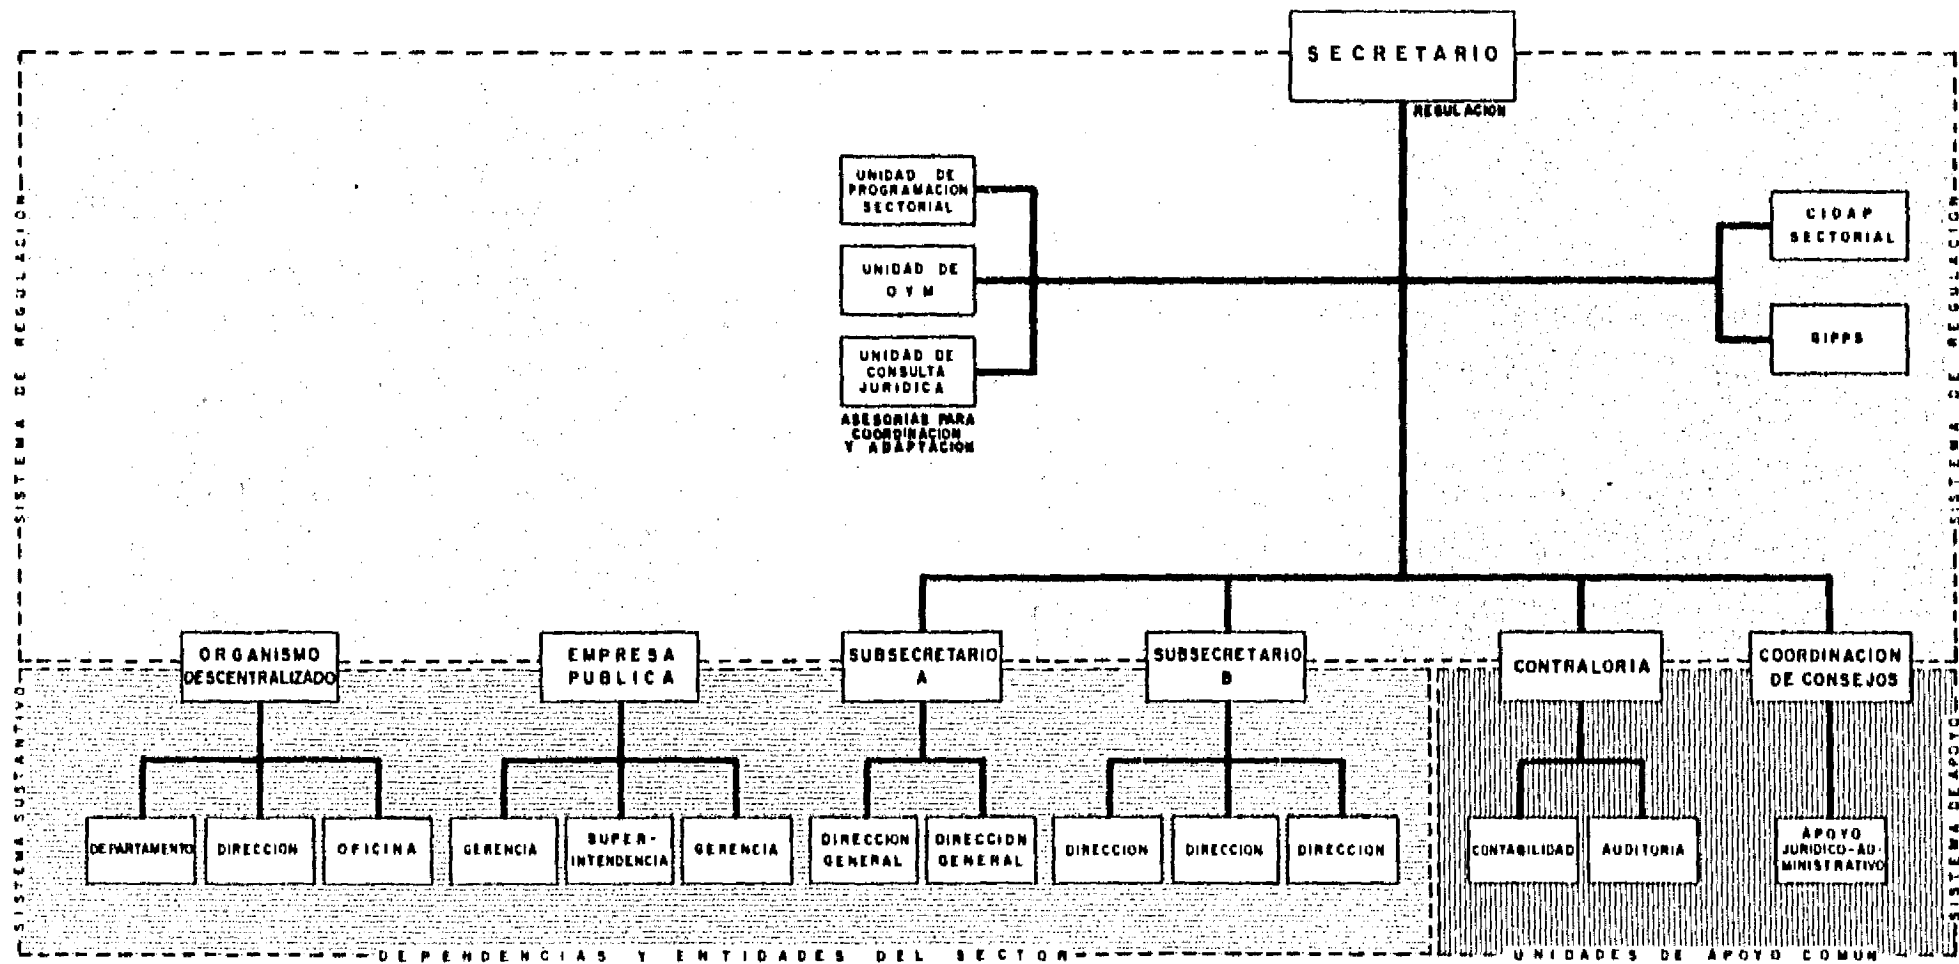 SECRETARIO
REGULACION
UNIDAD DE
PROGRAMACION
SECTORIAL
UNIDAD DE
O Y M
UNIDAD DE
CONSULTA
JURIDICA
ASESORIAS PARA
COORDINACION
Y ADAPTACION
CIDAP
SECTORIAL
GIPPS
SISTEMA DE REGULACION
SISTEMA DE REGULACION
ORGANISMO
DESCENTRALIZADO
EMPRESA
PUBLICA
SUBSECRETARIO
A
SUBSECRETARIO
B
CONTRALORIA
COORDINACION
DE CONSEJOS
DEPARTAMENTO
DIRECCION
OFICINA
GERENCIA
SUPER-
INTENDENCIA
GERENCIA
DIRECCION
GENERAL
DIRECCION
GENERAL
DIRECCION
DIRECCION
DIRECCION
CONTABILIDAD
AUDITORIA
APOYO
JURIDICO-AD-
MINISTRATIVO
SISTEMA SUSTANTIVO
SISTEMA DE APOYO
DEPENDENCIAS Y ENTIDADES DEL SECTOR
UNIDADES DE APOYO COMUN